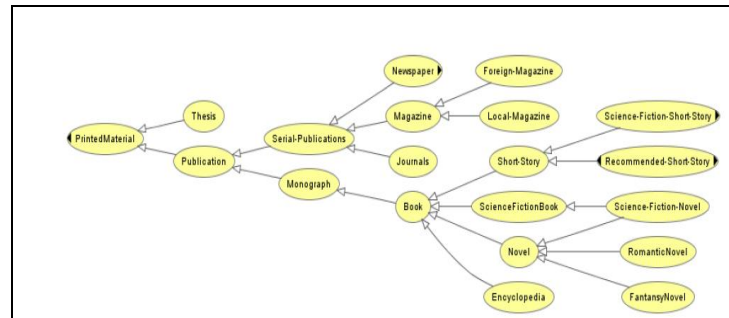 Newspaper
Foreign-Magazine
Thesis
Magazine
Local-Magazine
Science-Fiction-Short-Story
PrintedMaterial
Serial-Publications
Publication
Journals
Short-Story
Recommended-Short-Story
Monograph
Book
ScienceFictionBook
Science-Fiction-Novel
Novel
RomanticNovel
Encyclopedia
FantansyNovel